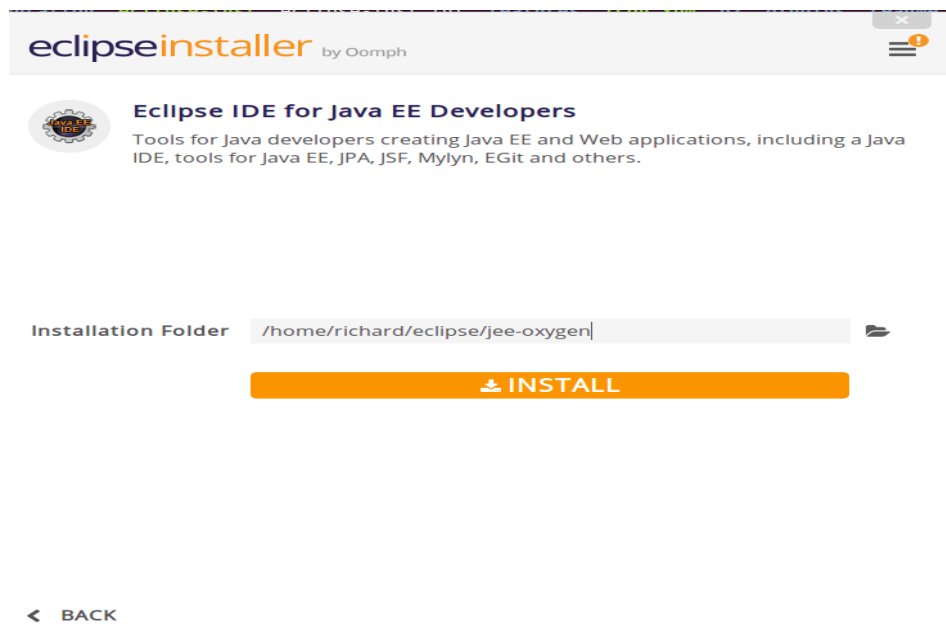 eclipseinstaller by Oomph
!
Java EE
IDE
EclIpse IDE for Java EE Developers
Tools for Java developers creating Java EE and Web applications, including a Java
IDE, tools for Java EE, JPA, JSF, Mylyn, EGit and others.
Installation Folder /home/richard/eclipse/jee-oxygen
INSTALL
BACK